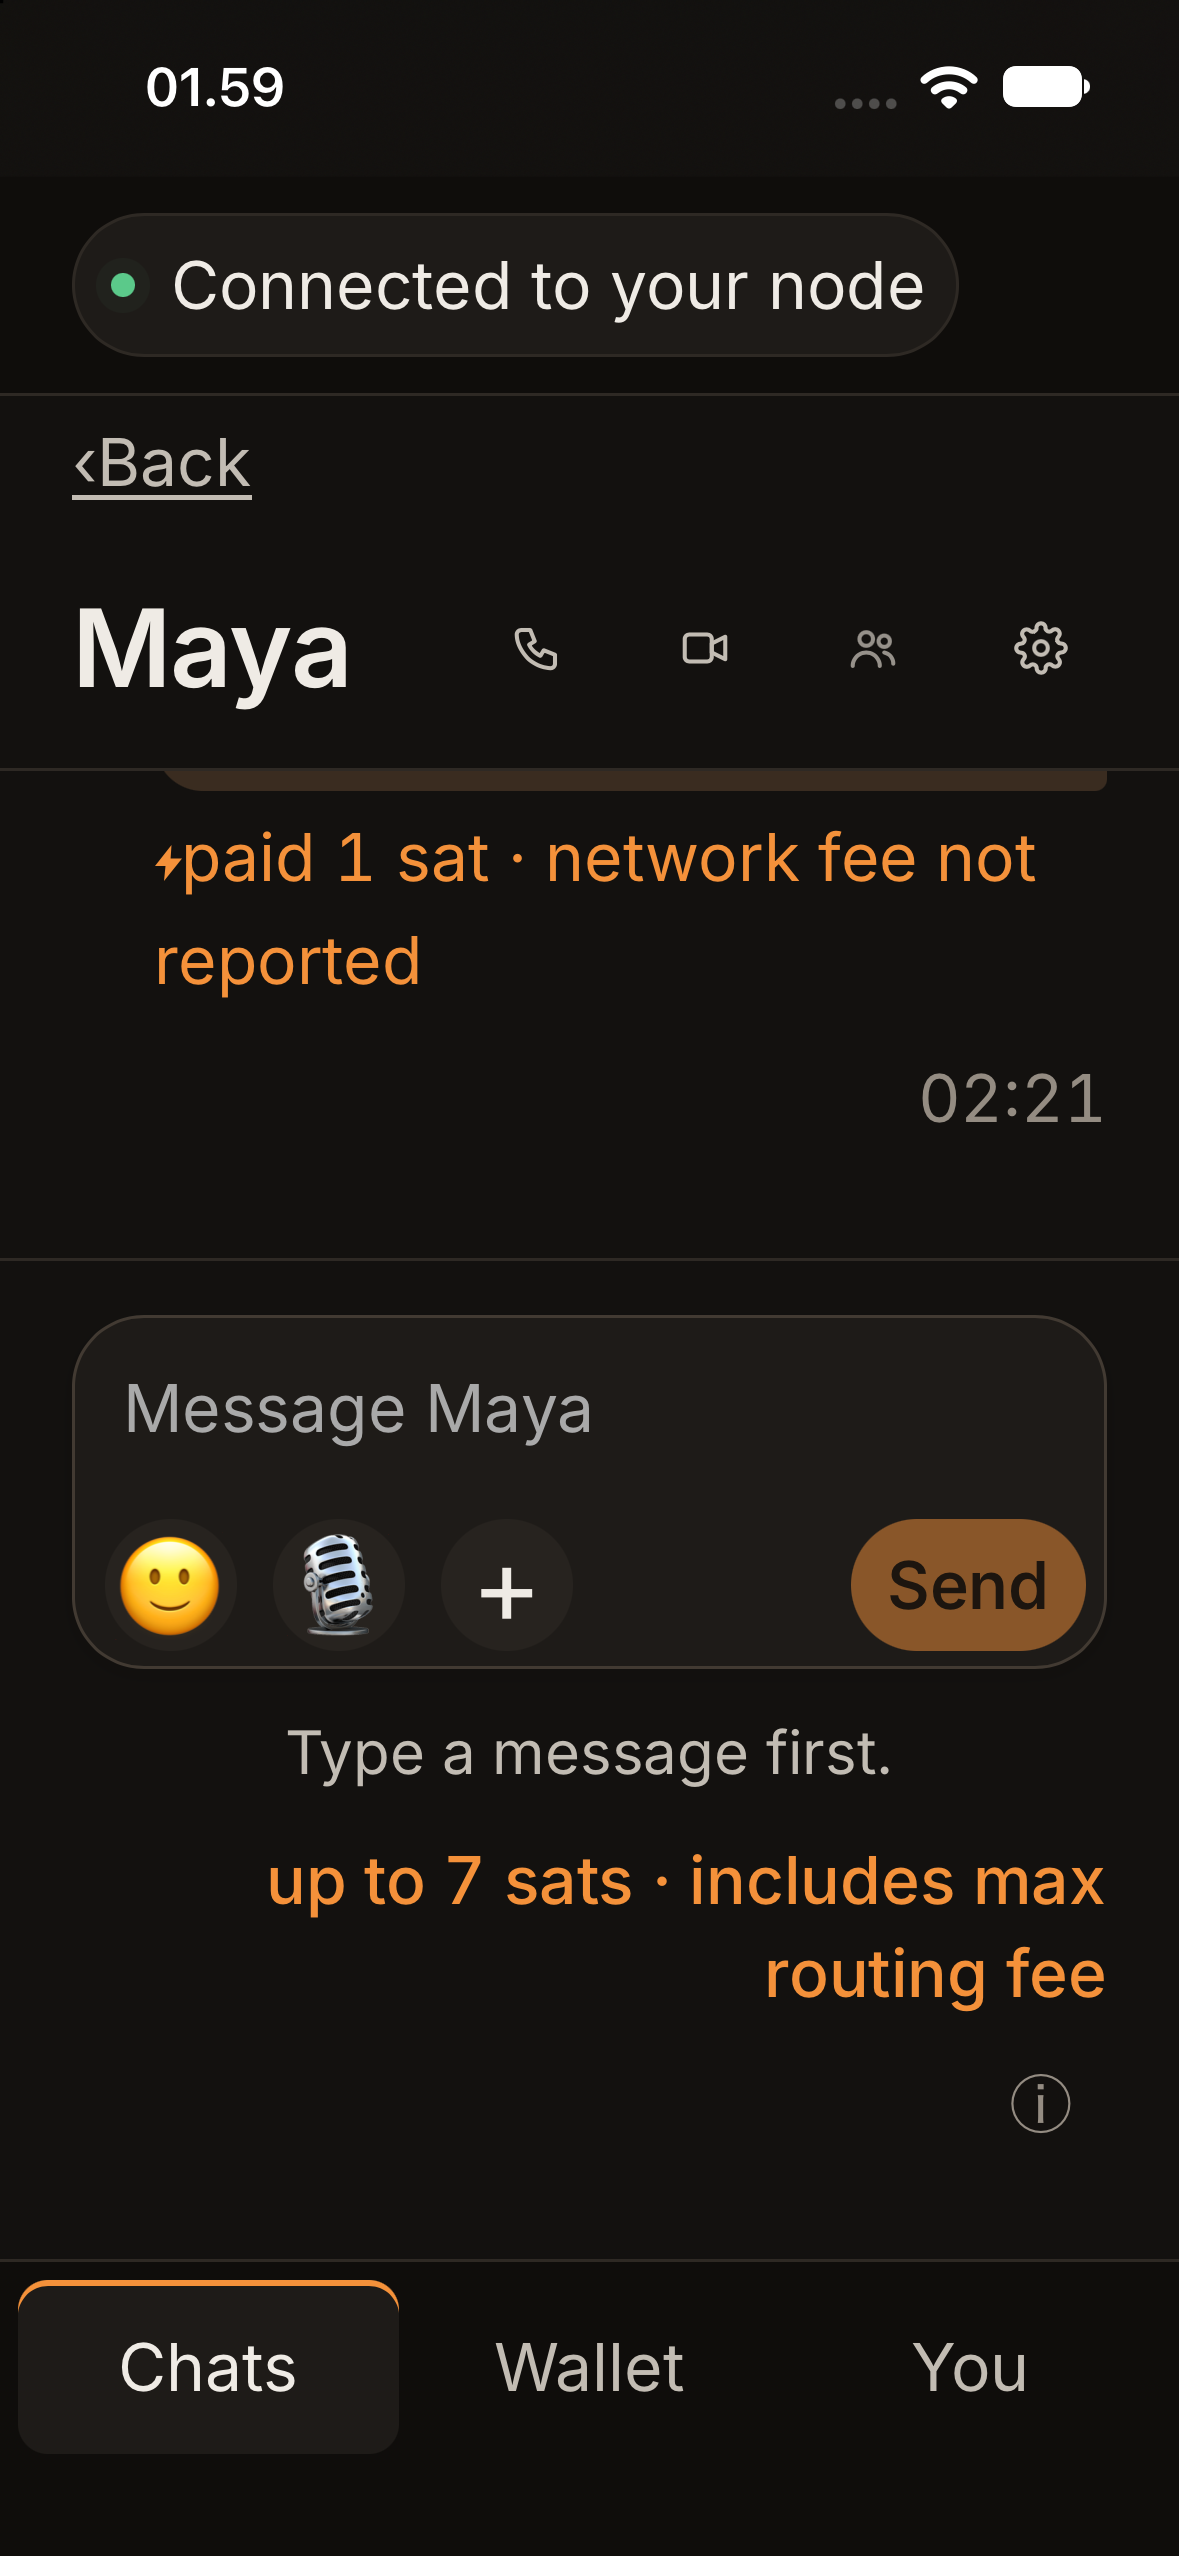 01.59
Connected to your node
‹Back
Maya
paid 1 sat · network fee not
reported
02:21
Message Maya
+
Send
Type a message first.
up to 7 sats · includes max
routing fee
i
Chats
Wallet
You